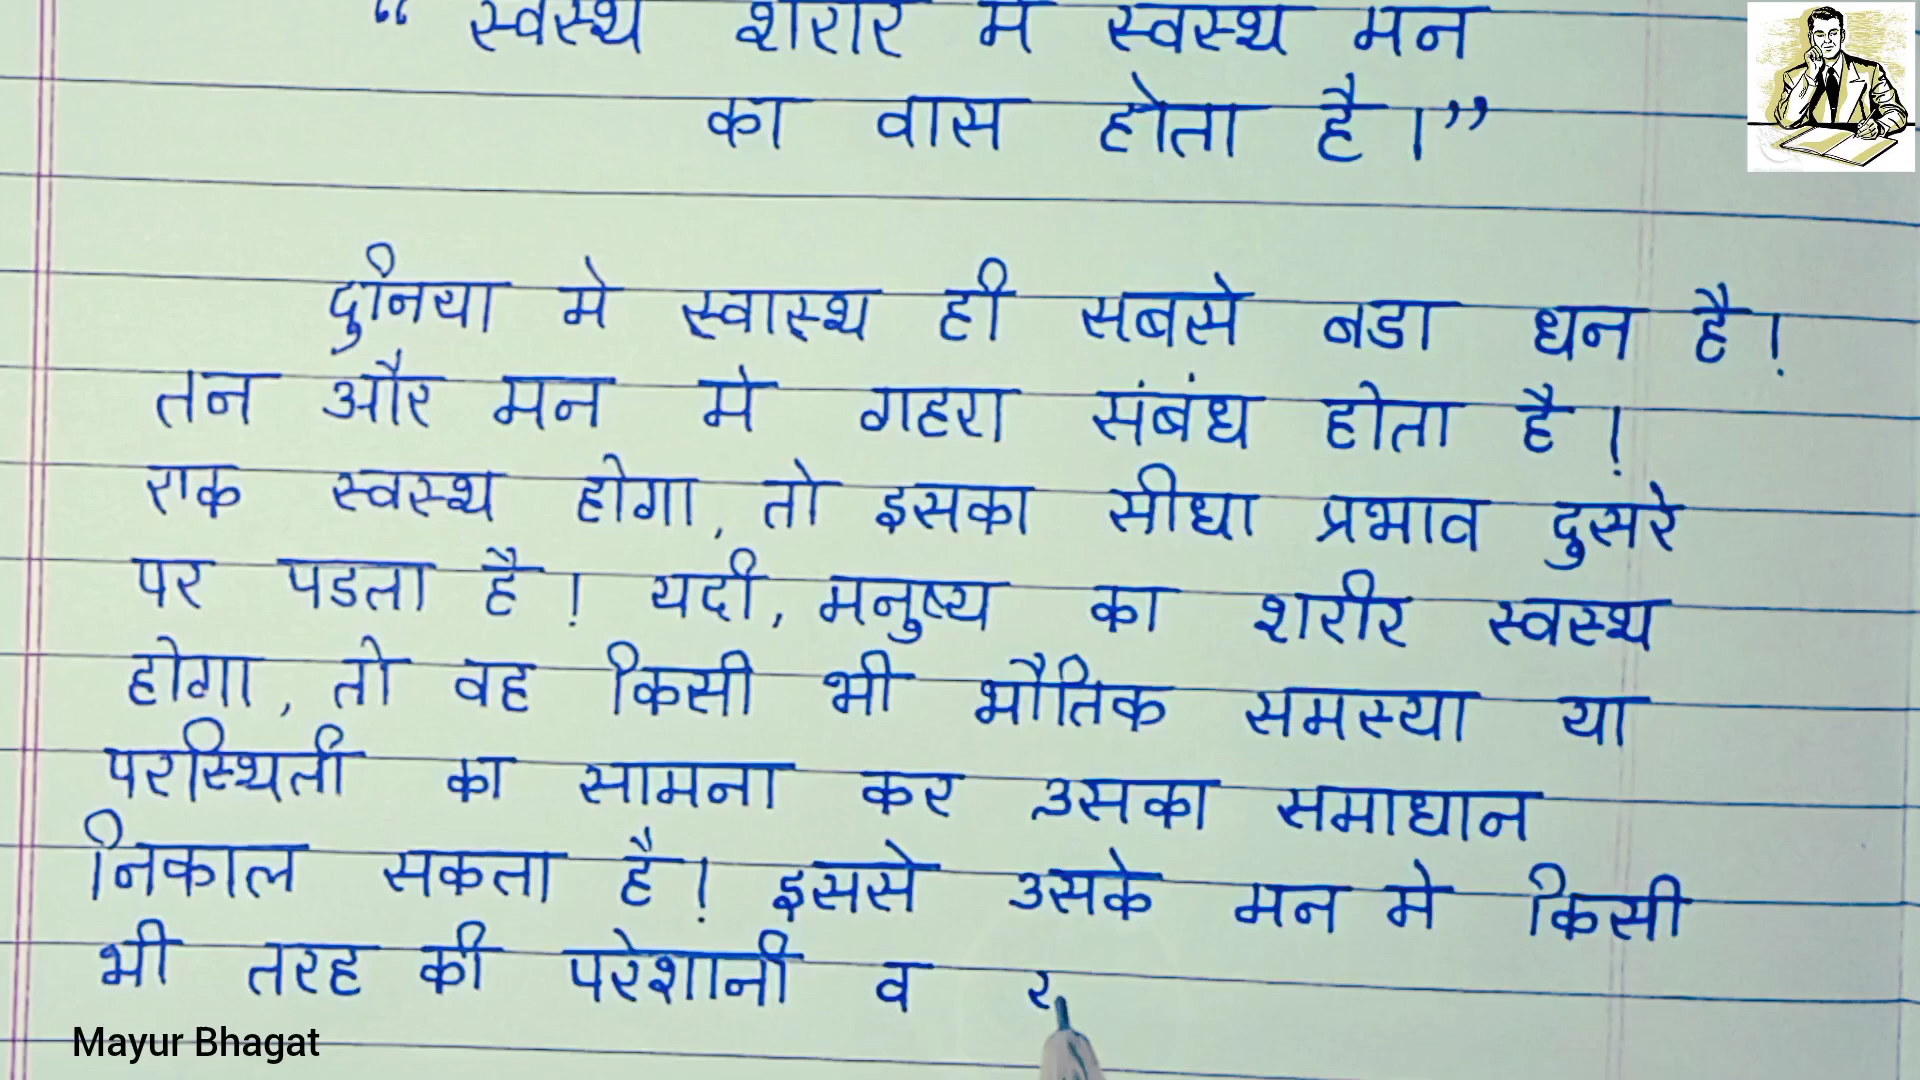 “ स्वस्थ शरीर में स्वस्थ मन
का वास होता है।”
दुनिया मे स्वास्थ ही सबसे बडा धन है।
तन और मन मे गहरा संबंध होता है।
एक स्वस्थ होगा, तो इसका सीधा प्रभाव दुसरे
पर पडता है। यदी, मनुष्य का शरीर स्वस्थ
होगा, तो वह किसी भी भौतिक समस्या या
परस्थिती का सामना कर उसका समाधान
निकाल सकता है। इससे उसके मन मे किसी
भी तरह की परेशानी व
Mayur Bhagat